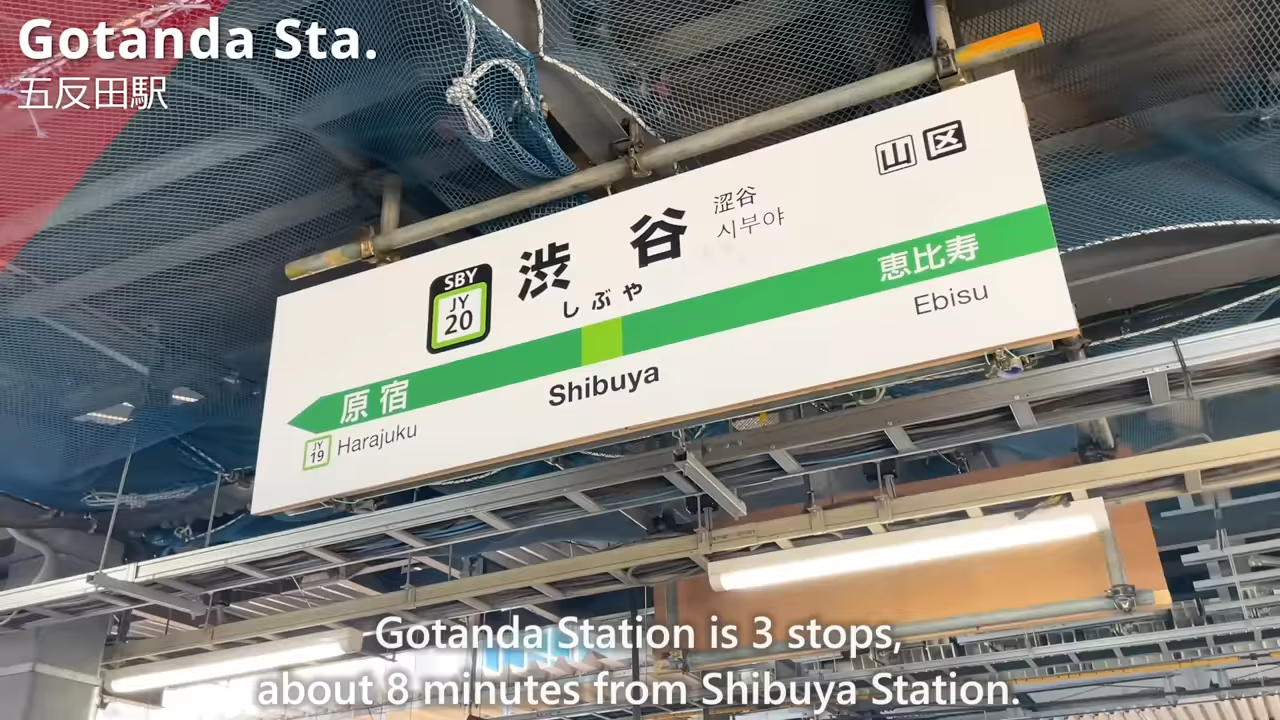 Gotanda Sta.
五反田駅
山 区
渋谷
澀谷
시부야
SBY
JY
20
しぶや
恵比寿
Ebisu
Shibuya
原宿
JY
19
Harajuku
Gotanda Station is 3 stops,
about 8 minutes from Shibuya Station.